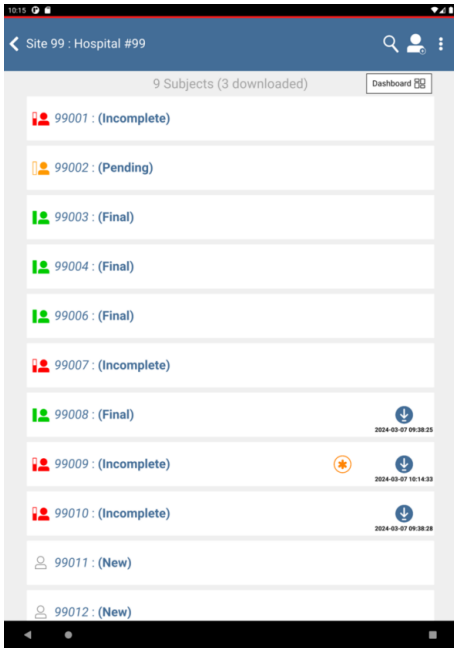 10:15
Site 99 : Hospital #99
9 Subjects (3 downloaded)
Dashboard
99001 : (Incomplete)
99002 : (Pending)
99003 : (Final)
99004 : (Final)
99006 : (Final)
99007 : (Incomplete)
99008 : (Final)
2024-03-07 09:38:25
99009 : (Incomplete)
2024-03-07 10:14:33
99010 : (Incomplete)
2024-03-07 09:38:28
99011 : (New)
99012 : (New)